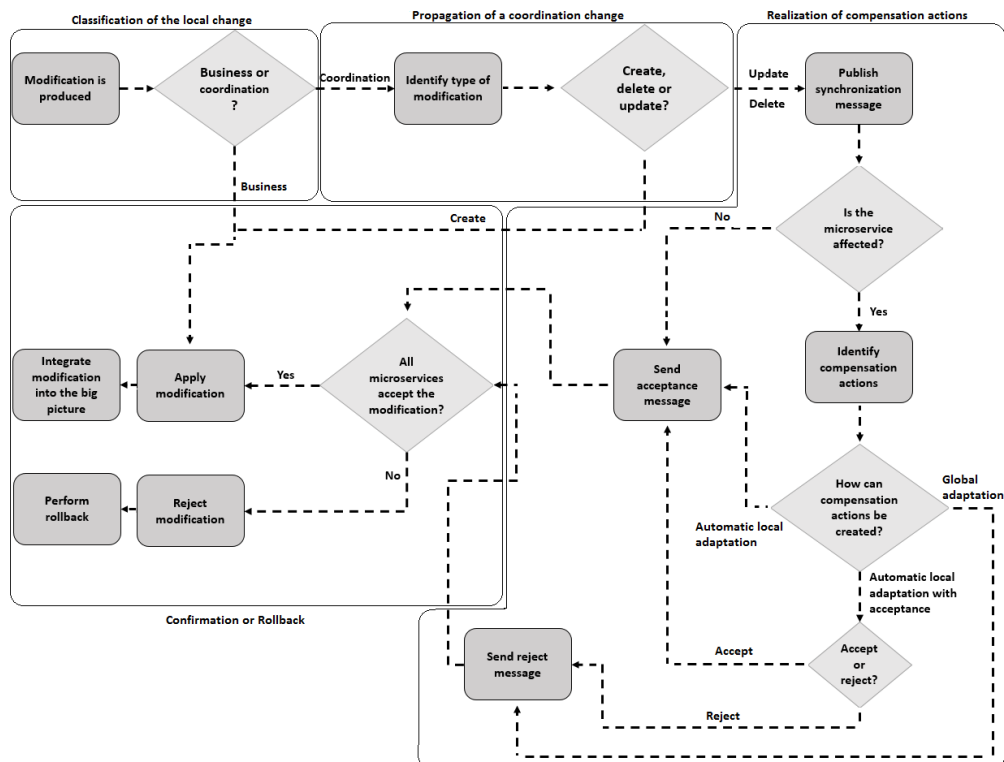 Classification of the local change
Propagation of a coordination change
Realization of compensation actions
Modification is
produced
Business or
coordination
?
Coordination
Identify type of
modification
Create,
delete or
update?
Update
Delete
Publish
synchronization
message
Business
Create
No
Is the
microservice
affected?
Yes
Integrate
modification
into the big
picture
Apply
modification
Yes
All
microservices
accept the
modification?
Send
acceptance
message
Identify
compensation
actions
No
Perform
rollback
Reject
modification
How can
compensation
actions be
created?
Global
adaptation
Automatic local
adaptation
Automatic local
adaptation with
acceptance
Confirmation or Rollback
Send reject
message
Accept
Accept
or
reject?
Reject